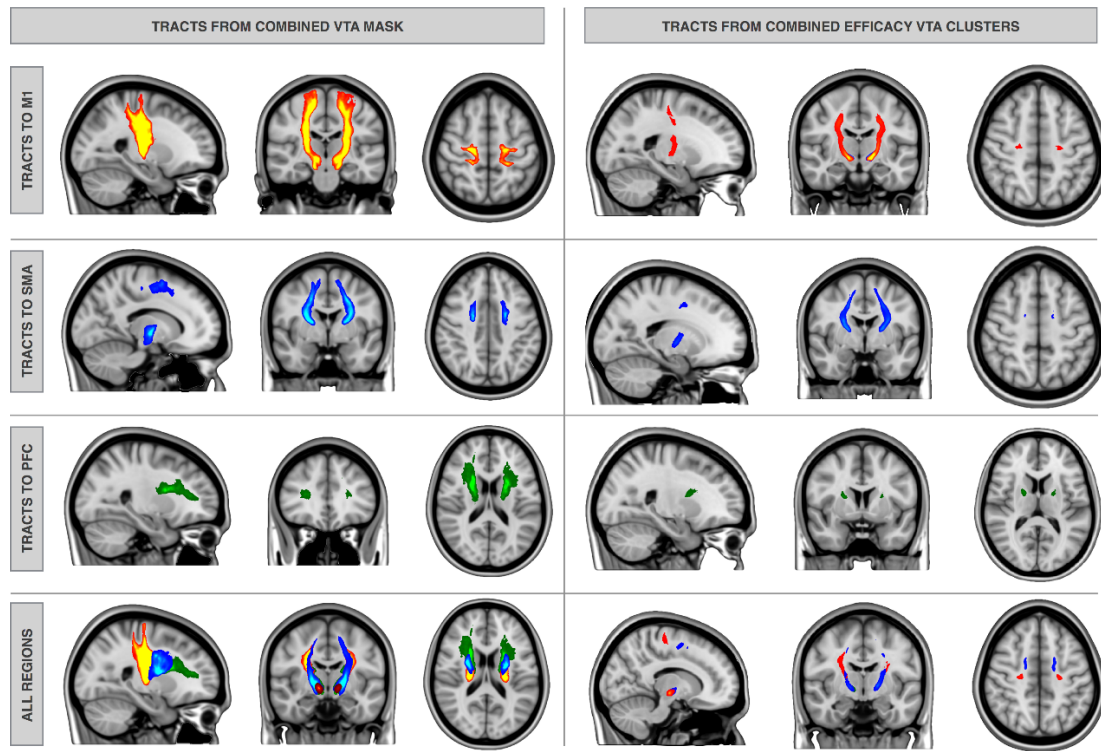 TRACTS FROM COMBINED VTA MASK
TRACTS FROM COMBINED EFFICACY VTA CLUSTERS
TRACTS TO M1
TRACTS TO SMA
TRACTS TO PFC
ALL REGIONS